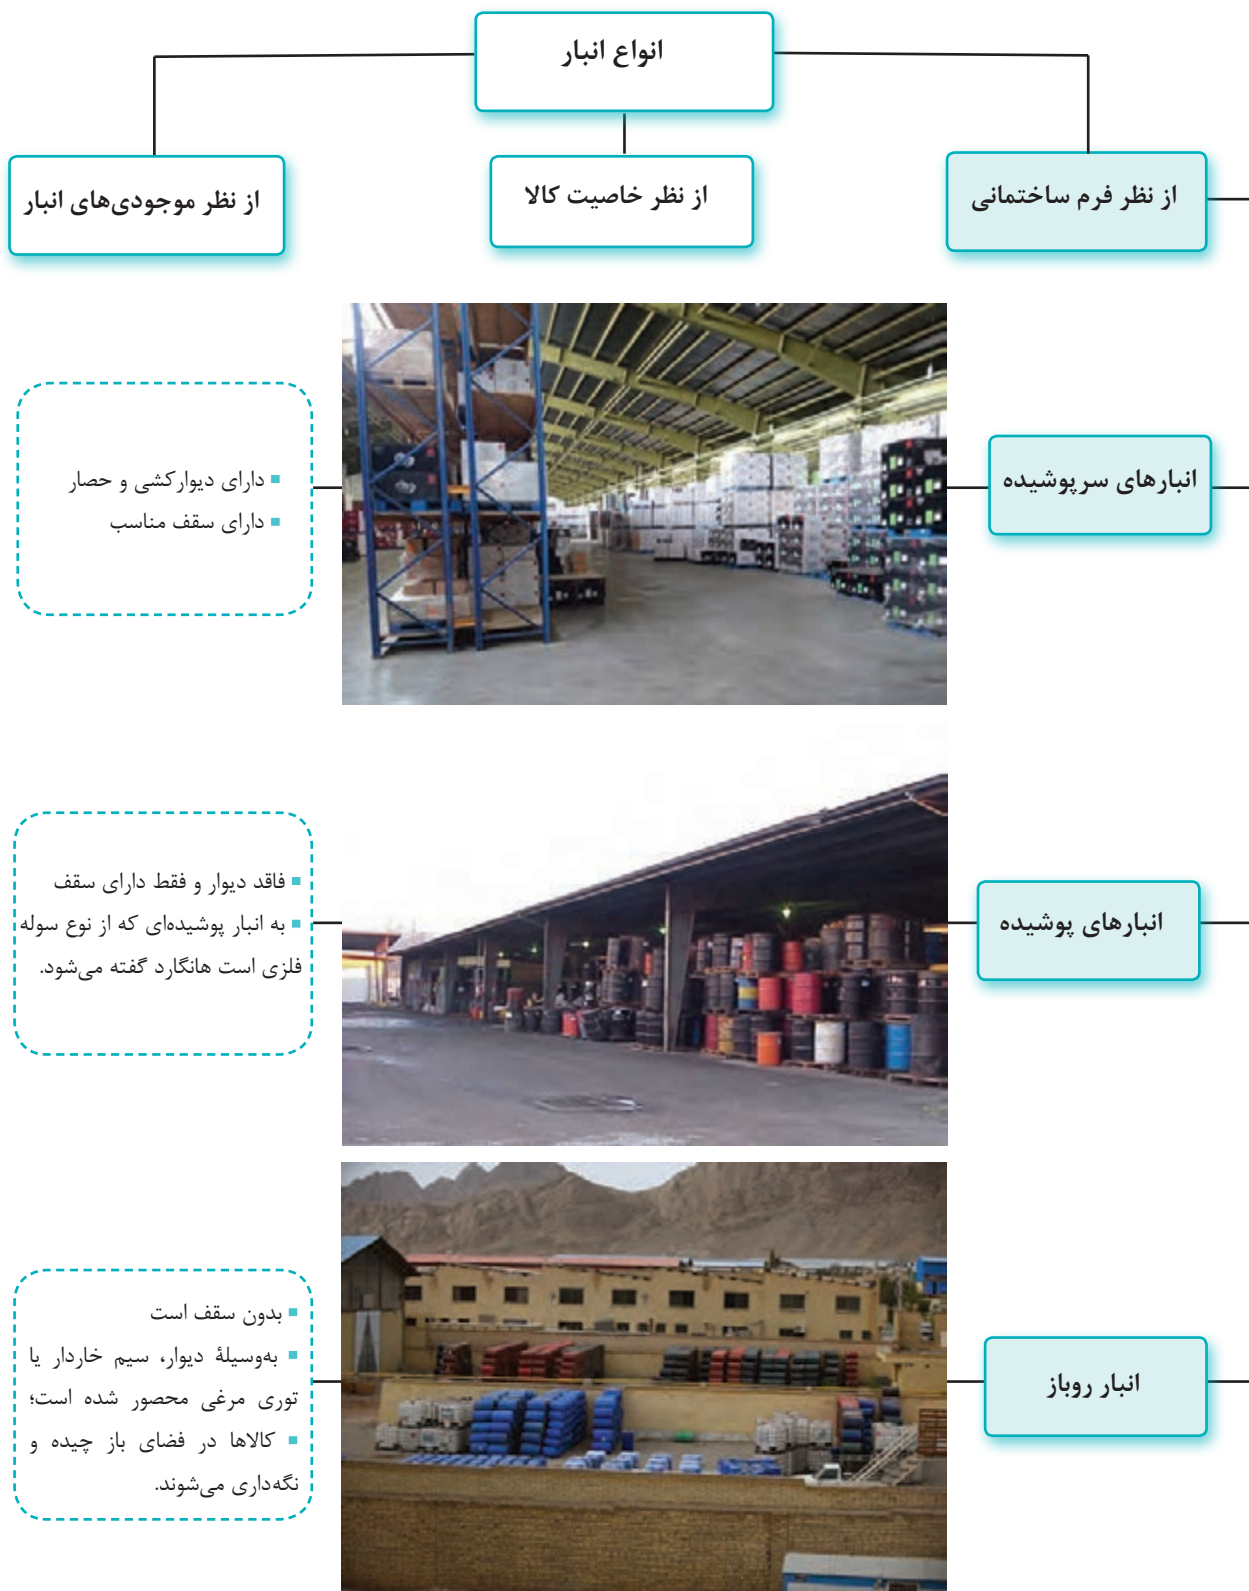 انواع انبار
از نظر فرم ساختمانی
از نظر خاصیت کالا
از نظر موجودی‌های انبار
انبارهای سرپوشیده
■ دارای دیوارکشی و حصار
■ دارای سقف مناسب
انبارهای پوشیده
■ فاقد دیوار و فقط دارای سقف
■ به انبار پوشیده‌ای که از نوع سوله
فلزی است هانگارد گفته می‌شود.
انبار روباز
■ بدون سقف است
■ به‌وسیلهٔ دیوار، سیم خاردار یا
توری مرغی محصور شده است؛
■ کالاها در فضای باز چیده و
نگه‌داری می‌شوند.